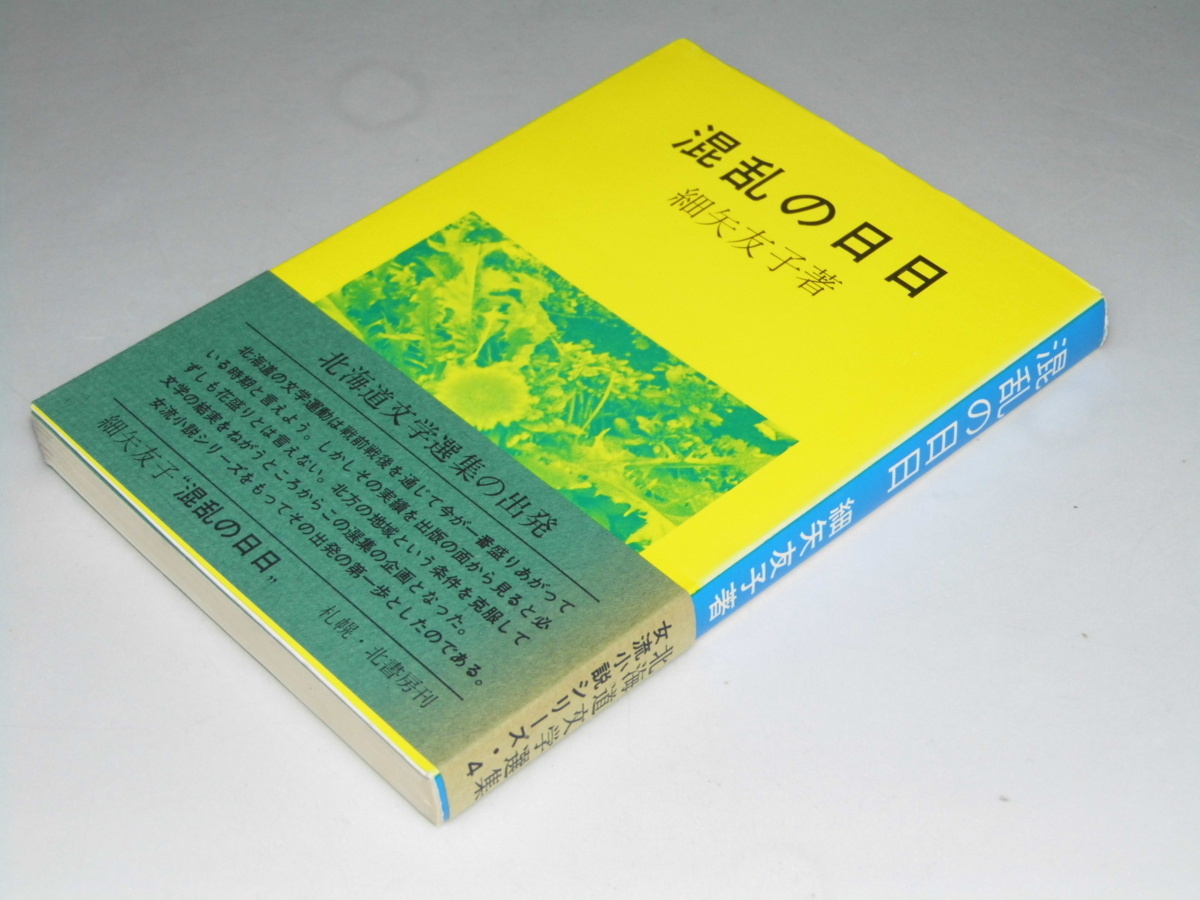 混乱の日日
細矢友子著
北海道文学選集の出発
北海道の文学運動は戦前戦後を通じて今が一番盛りあがって
いる時期と言えよう。しかしその実績を出版の面から見ると必
ずしも花盛りとは言えない。北方の地域という条件を克服して
文学の結実をねがうところからこの選集の企画となった。
女流小説シリーズをもってその出発の第一歩としたのである。
細矢友子“混乱の日日”
札幌・北書房刊
混乱の日日 細矢友子著
北海道文学選集
女流小説シリーズ・4